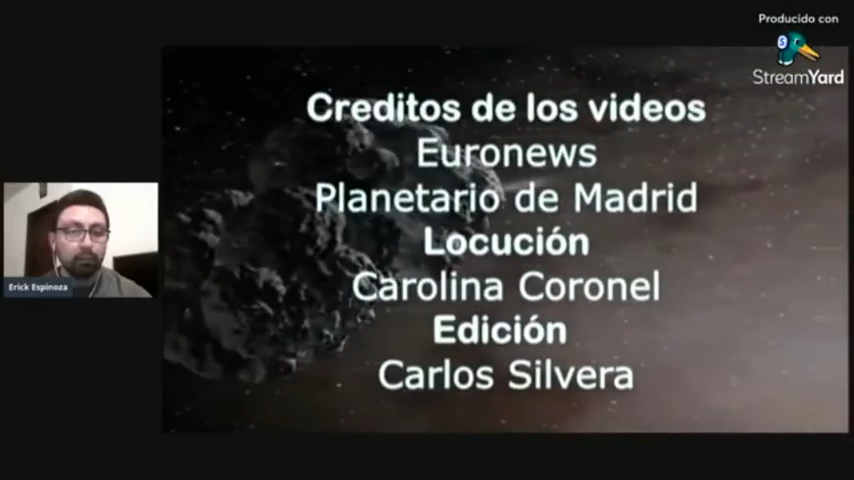 Producido con
StreamYard
Creditos de los videos
Euronews
Planetario de Madrid
Locución
Carolina Coronel
Edición
Carlos Silvera
Erick Espinoza